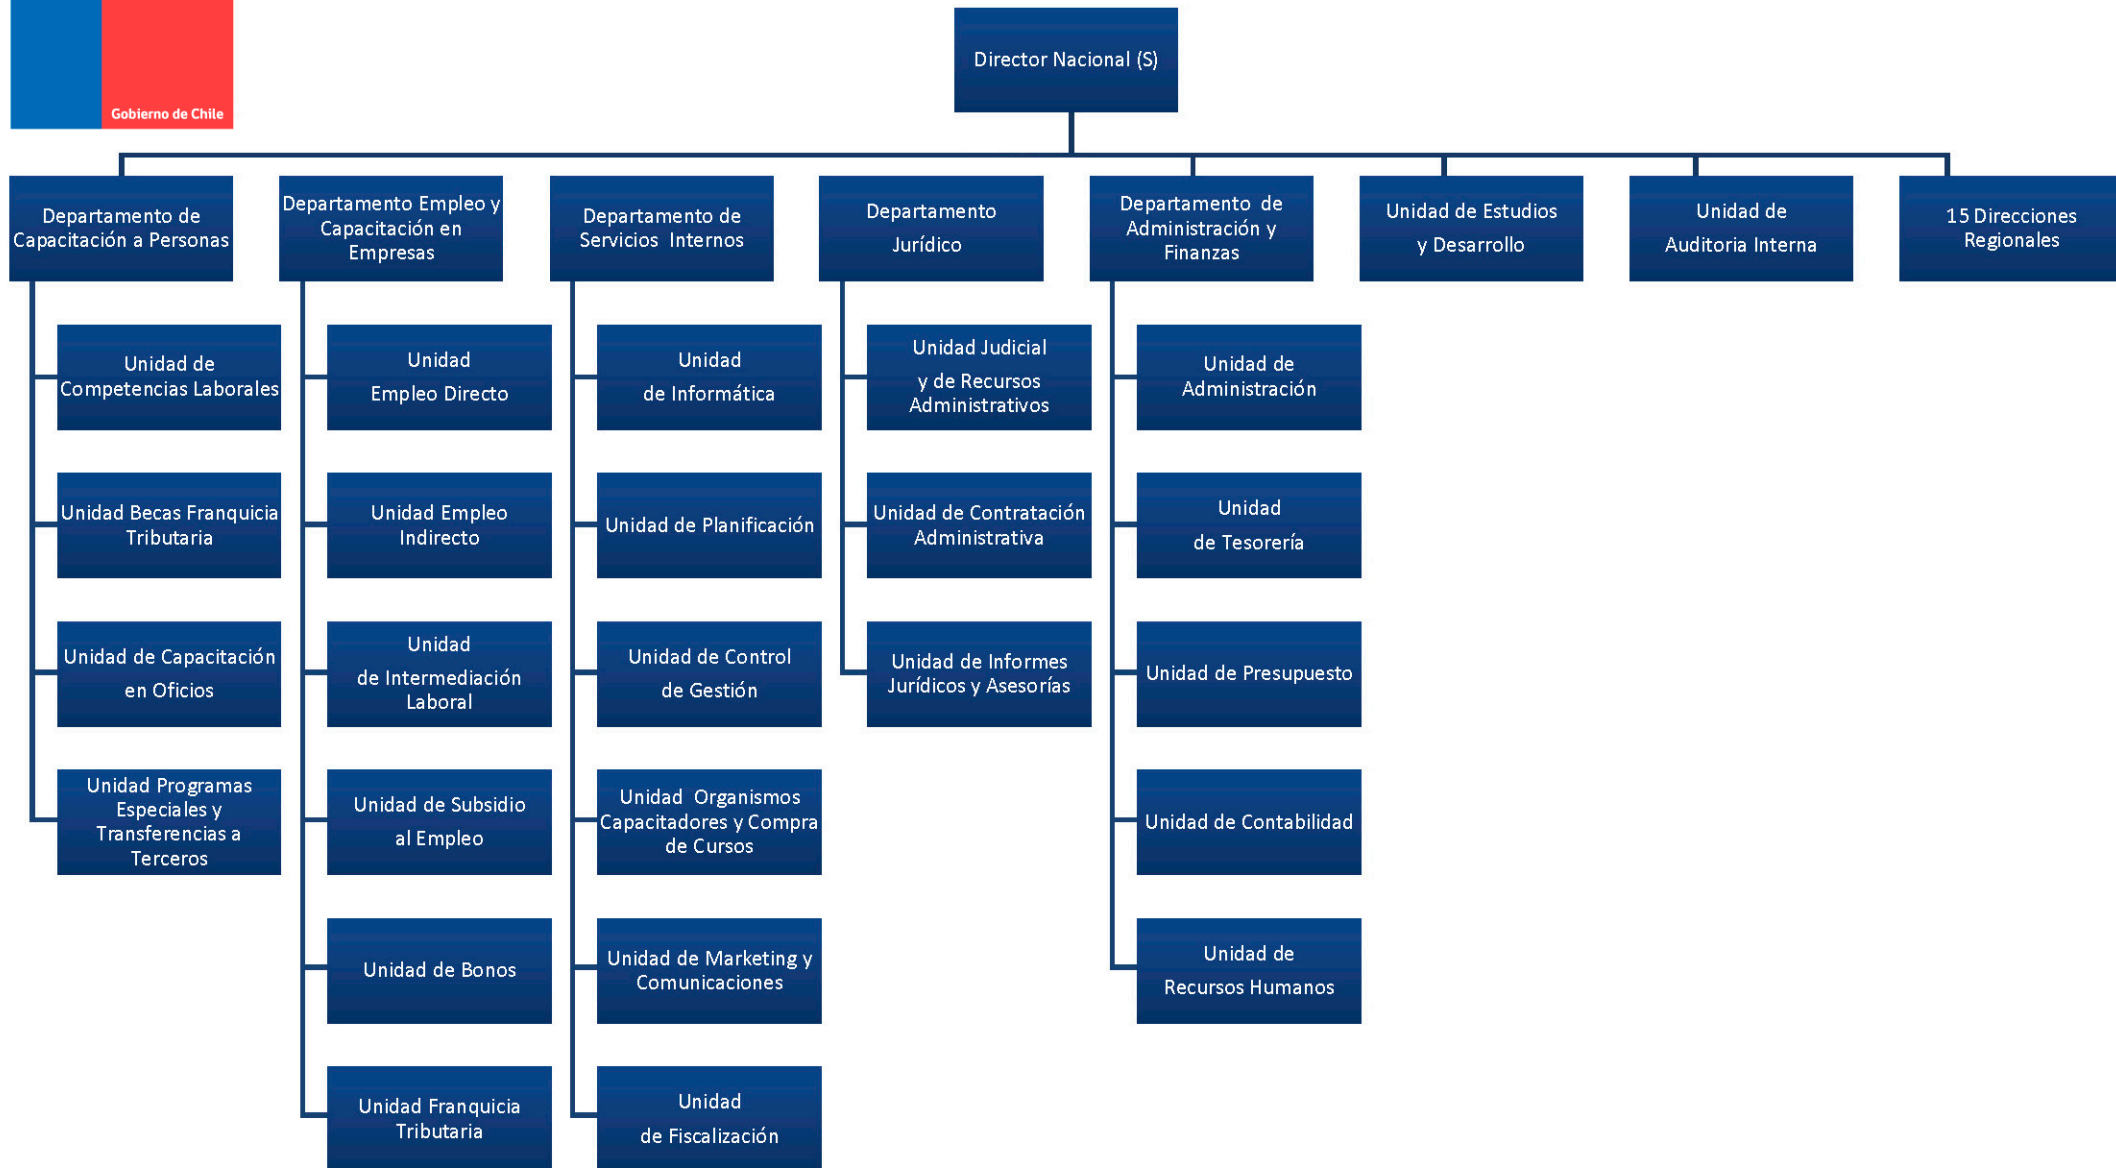 Gobierno de Chile
Director Nacional (S)
Departamento de
Capacitación a Personas
Departamento Empleo y
Capacitación en
Empresas
Departamento de
Servicios Internos
Departamento
Jurídico
Departamento de
Administración y
Finanzas
Unidad de Estudios
y Desarrollo
Unidad de
Auditoria Interna
15 Direcciones
Regionales
Unidad de
Competencias Laborales
Unidad Becas Franquicia
Tributaria
Unidad de Capacitación
en Oficios
Unidad Programas
Especiales y
Transferencias a
Terceros
Unidad
Empleo Directo
Unidad Empleo
Indirecto
Unidad
de Intermediación
Laboral
Unidad de Subsidio
al Empleo
Unidad de Bonos
Unidad Franquicia
Tributaria
Unidad
de Informática
Unidad de Planificación
Unidad de Control
de Gestión
Unidad Organismos
Capacitadores y Compra
de Cursos
Unidad de Marketing y
Comunicaciones
Unidad
de Fiscalización
Unidad Judicial
y de Recursos
Administrativos
Unidad de Contratación
Administrativa
Unidad de Informes
Jurídicos y Asesorías
Unidad de
Administración
Unidad
de Tesorería
Unidad de Presupuesto
Unidad de Contabilidad
Unidad de
Recursos Humanos